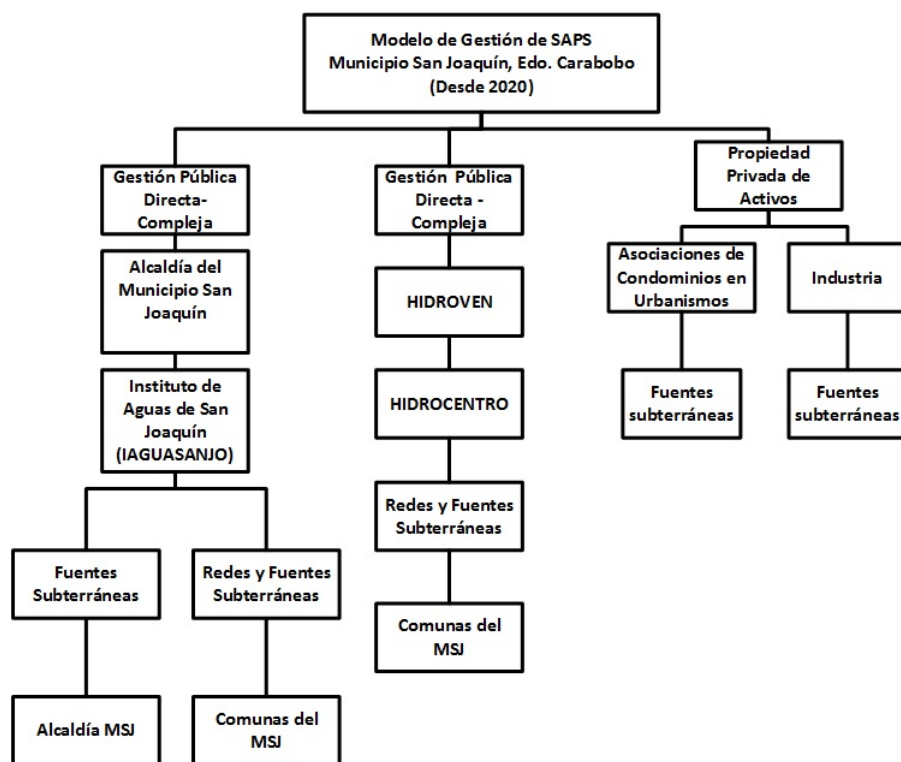 Modelo de Gestión de SAPS
Municipio San Joaquín, Edo. Carabobo
(Desde 2020)
Gestión Pública
Directa-
Compleja
Alcaldía del
Municipio San
Joaquín
Instituto de
Aguas de San
Joaquín
(IAGUASANJO)
Fuentes
Subterráneas
Alcaldía MSJ
Redes y Fuentes
Subterráneas
Comunas del
MSJ
Gestión Pública
Directa -
Compleja
HIDROVEN
HIDROCENTRO
Redes y Fuentes
Subterráneas
Comunas del
MSJ
Propiedad
Privada de
Activos
Asociaciones de
Condominios en
Urbanismos
Fuentes
subterráneas
Industria
Fuentes
subterráneas